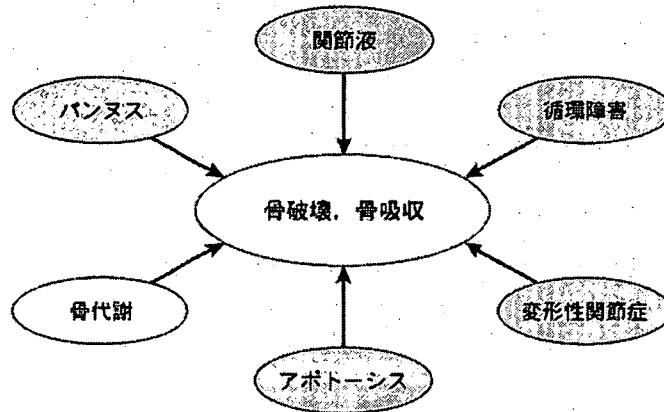 関節液
パンヌス
循環障害
骨破壊，骨吸収
骨代謝
変形性関節症
アポトーシス